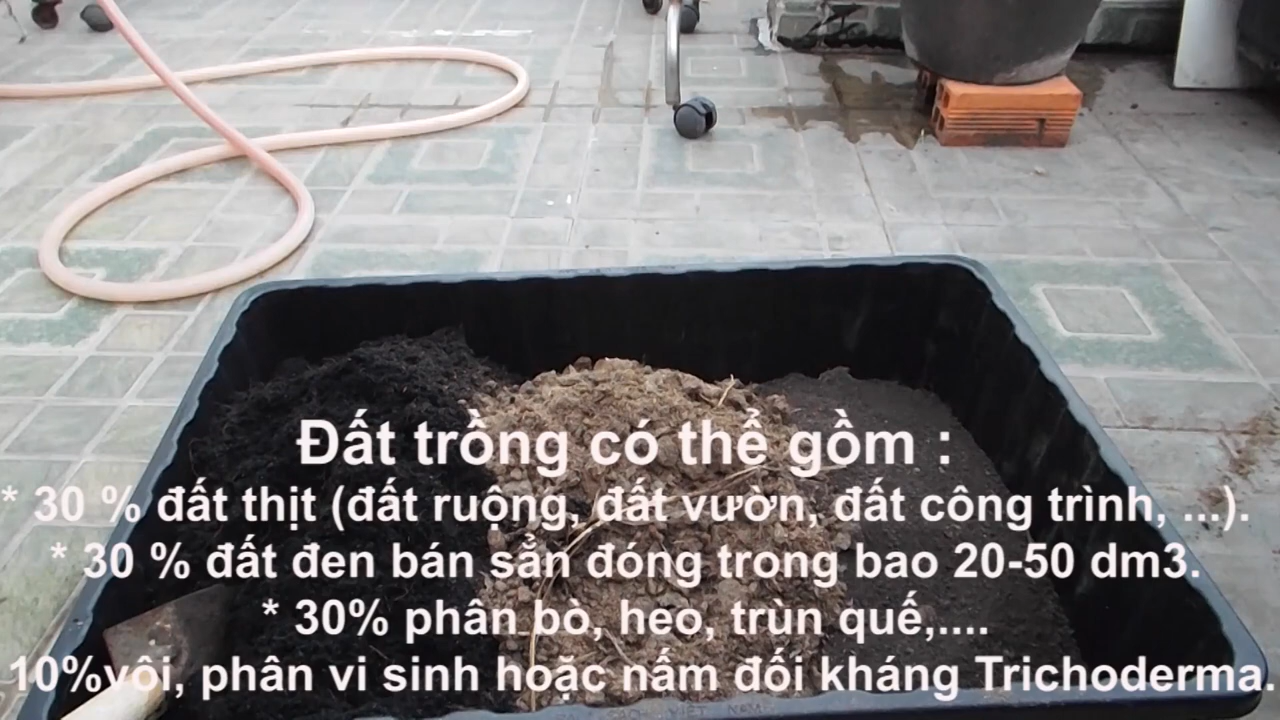 Đất trồng có thể gồm :
* 30 % đất thịt (đất ruộng, đất vườn, đất công trình, ...).
* 30 % đất đen bán sẳn đóng trong bao 20-50 dm3.
* 30% phân bò, heo, trùn quế,....
10%vôi, phân vi sinh hoặc nấm đối kháng Trichoderma.